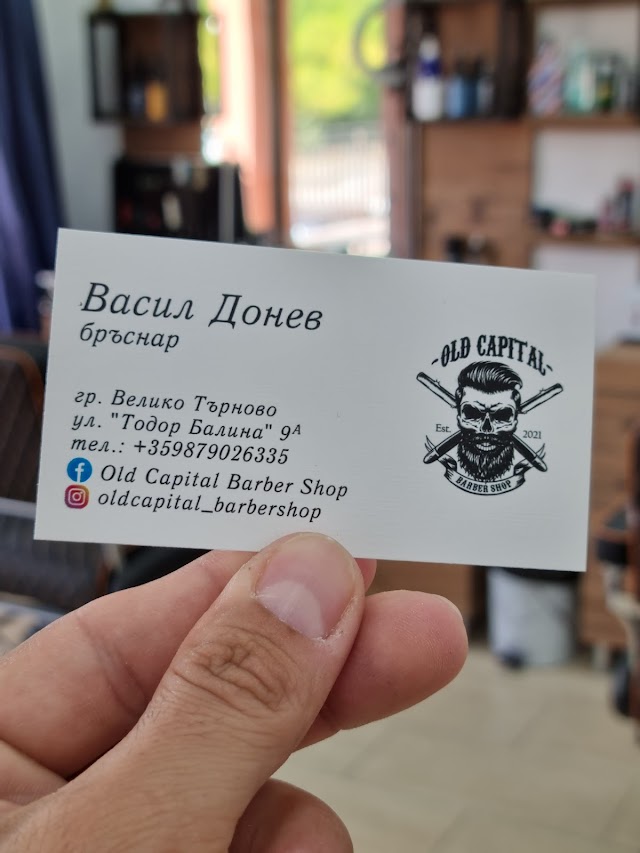 Васил Донев
бръснар
гр. Велико Търново
ул. "Тодор Балина" 9А
тел.: +359879026335
Old Capital Barber Shop
oldcapital_barbershop
-OLD CAPITAL-
Est. 2021
BARBER SHOP